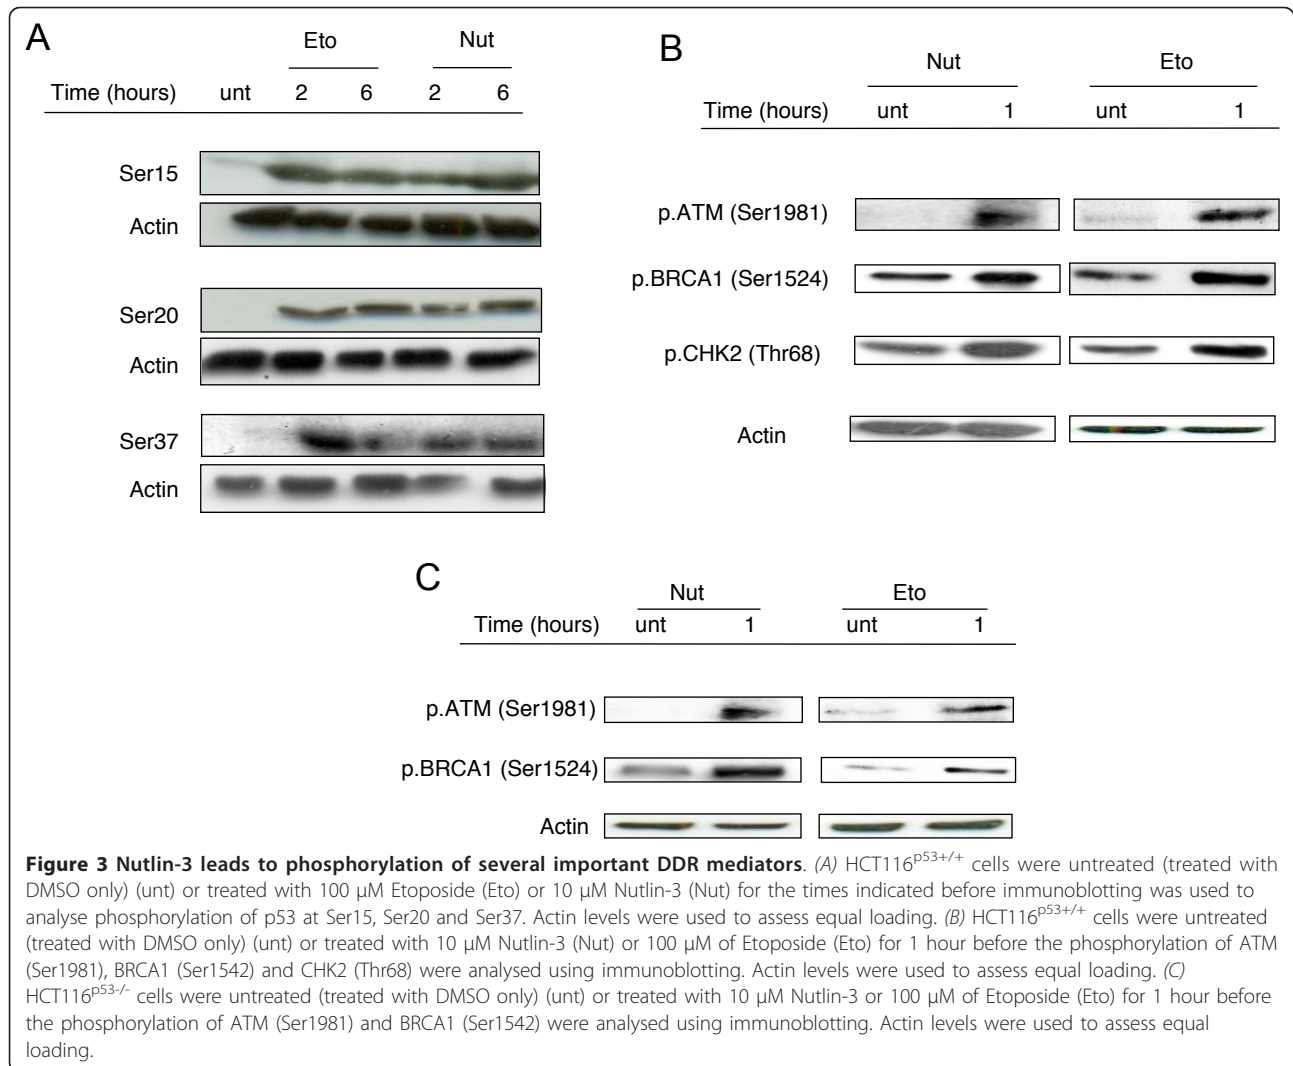 A
Eto Nut
Time (hours) unt 2 6 2 6
Ser15
Actin
Ser20
Actin
Ser37
Actin
B
Nut Eto
Time (hours) unt 1 unt 1
p.ATM (Ser1981)
p.BRCA1 (Ser1524)
p.CHK2 (Thr68)
Actin
C
Nut Eto
Time (hours) unt 1 unt 1
p.ATM (Ser1981)
p.BRCA1 (Ser1524)
Actin
Figure 3 Nutlin-3 leads to phosphorylation of several important DDR mediators. (A) HCT116p53+/+ cells were untreated (treated with
DMSO only) (unt) or treated with 100 μM Etoposide (Eto) or 10 μM Nutlin-3 (Nut) for the times indicated before immunoblotting was used to
analyse phosphorylation of p53 at Ser15, Ser20 and Ser37. Actin levels were used to assess equal loading. (B) HCT116p53+/+ cells were untreated
(treated with DMSO only) (unt) or treated with 10 μM Nutlin-3 (Nut) or 100 μM of Etoposide (Eto) for 1 hour before the phosphorylation of ATM
(Ser1981), BRCA1 (Ser1542) and CHK2 (Thr68) were analysed using immunoblotting. Actin levels were used to assess equal loading. (C)
HCT116p53-/- cells were untreated (treated with DMSO only) (unt) or treated with 10 μM Nutlin-3 or 100 μM of Etoposide (Eto) for 1 hour before
the phosphorylation of ATM (Ser1981) and BRCA1 (Ser1542) were analysed using immunoblotting. Actin levels were used to assess equal
loading.